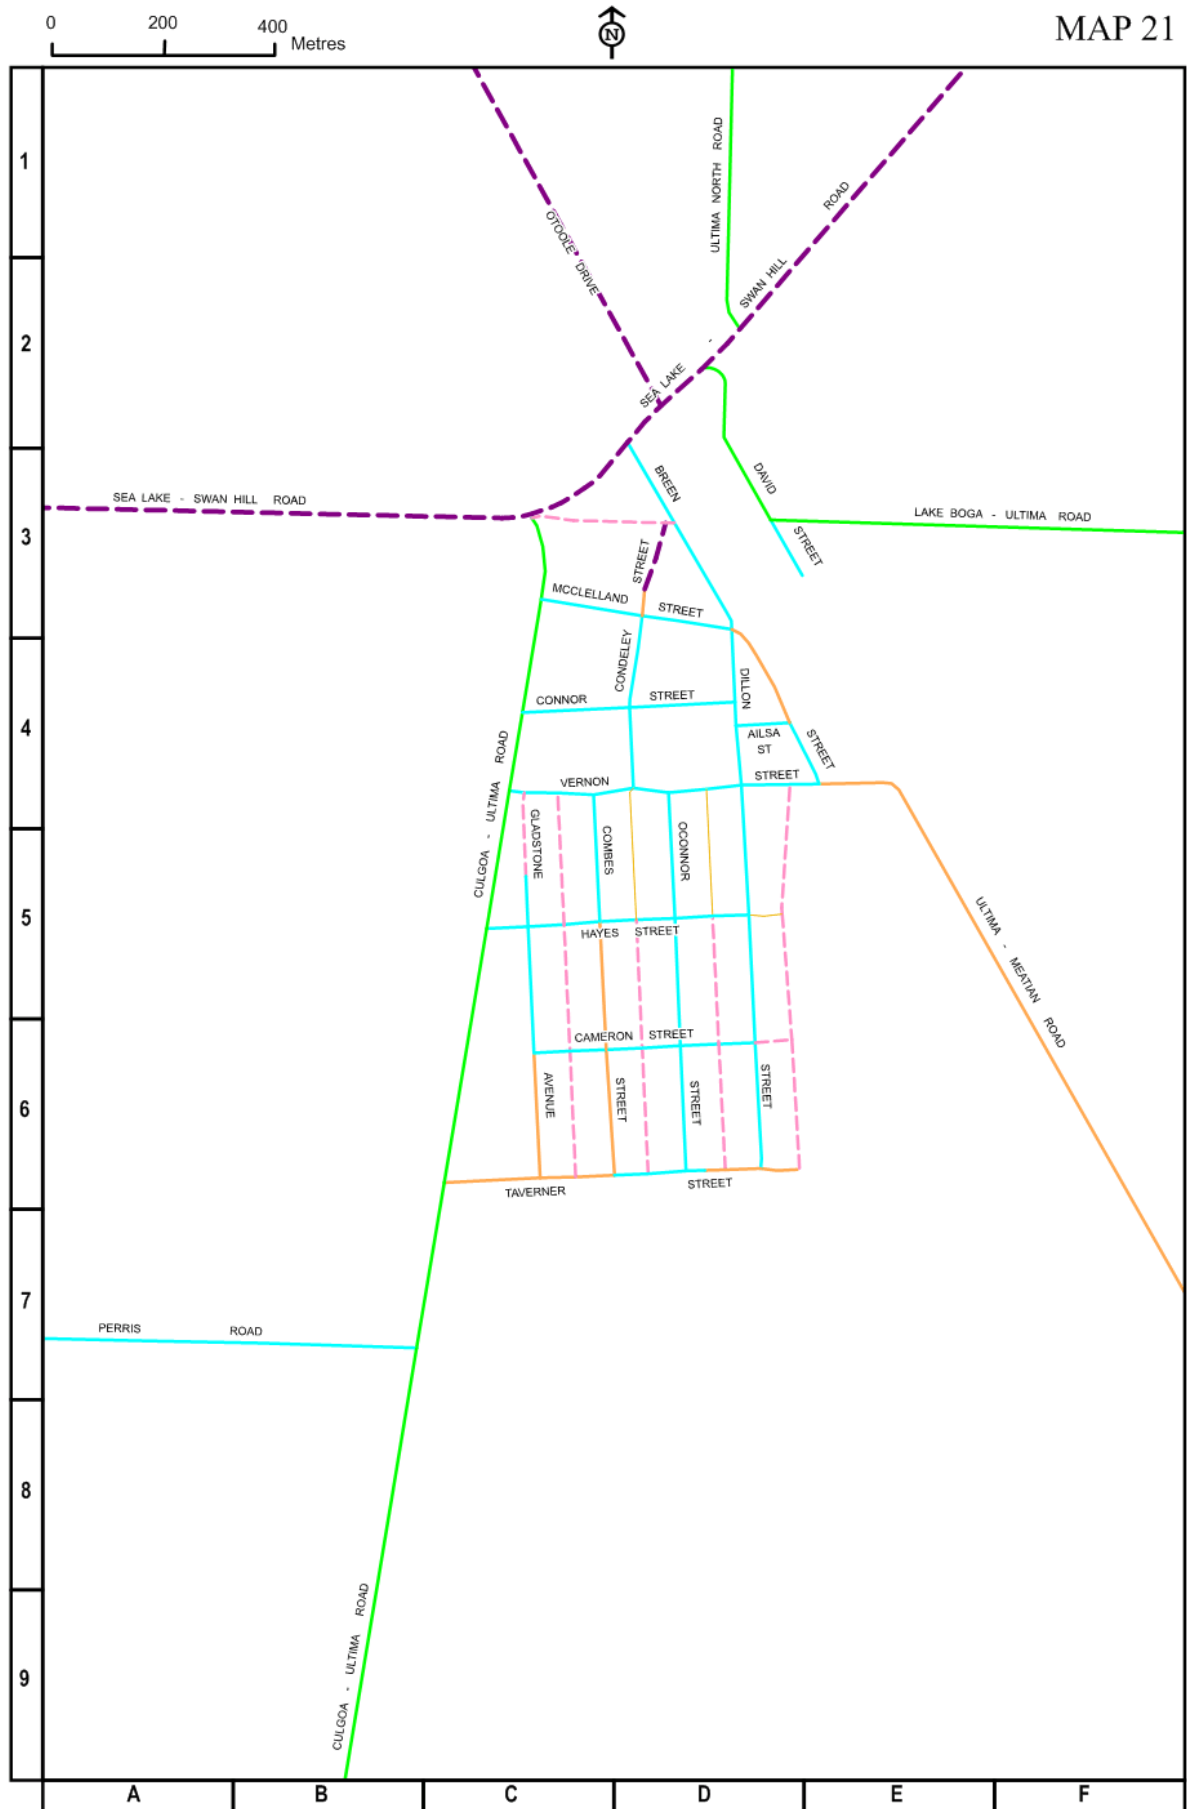 0 200 400 Metres
N
MAP 21
1
2
3
4
5
6
7
8
9
OTOOLE DRIVE
ULTIMA NORTH ROAD
SEA LAKE - SWAN HILL ROAD
BREEN
DAVID
STREET
SEA LAKE - SWAN HILL ROAD
LAKE BOGA - ULTIMA ROAD
STREET
MCCLELLAND STREET
CONDELEY
CONNOR STREET
DILLON
AILSA
ST
STREET
VERNON STREET
CULGOA - ULTIMA ROAD
GLADSTONE
COMBES
OCONNOR
HAYES STREET
ULTIMA - MEATIAN ROAD
CAMERON STREET
AVENUE
STREET
STREET
STREET
TAVERNER STREET
PERRIS ROAD
CULGOA - ULTIMA ROAD
A B C D E F